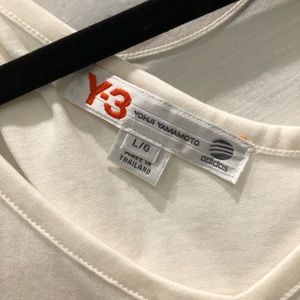 Y-3
YOHJI YAMAMOTO
adidas
L/G
MADE IN
THAILAND